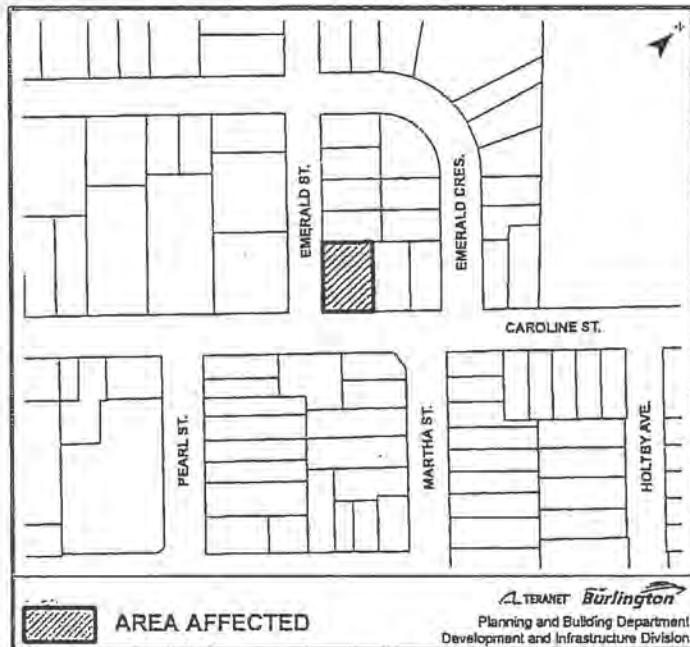 EMERALD ST.
EMERALD CRES.
CAROLINE ST.
PEARL ST.
MARTHA ST.
HOLTBY AVE.
AREA AFFECTED
TERANET Burlington
Planning and Building Department
Development and Infrastructure Division